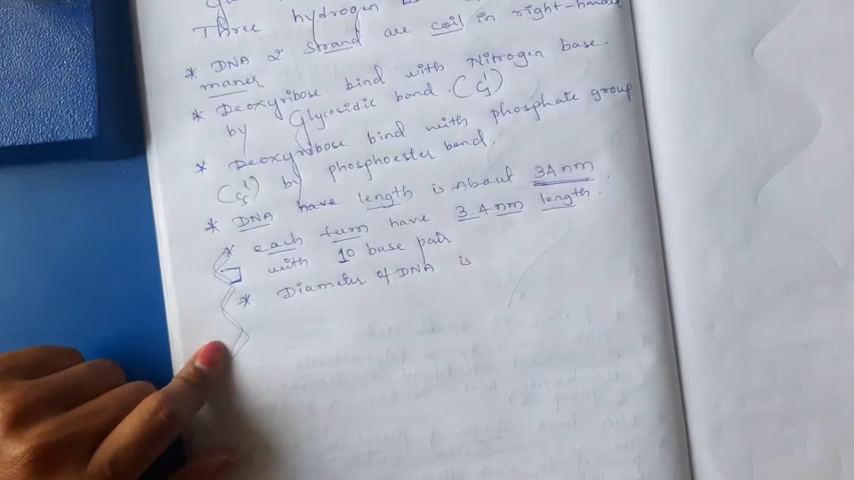 Three hydrogen
* DNA 2 strand are coil in right-hande
maner
* Deoxyribose bind with Nitrogen base
by Glycosidic bond. (C1')
* Deoxyribose bind with phosphate group
(C5') by phosphoester bond.
* DNA have length is About 34 nm
* each turn have 3.4 nm length.
with 10 base pair
* Diameter of DNA is